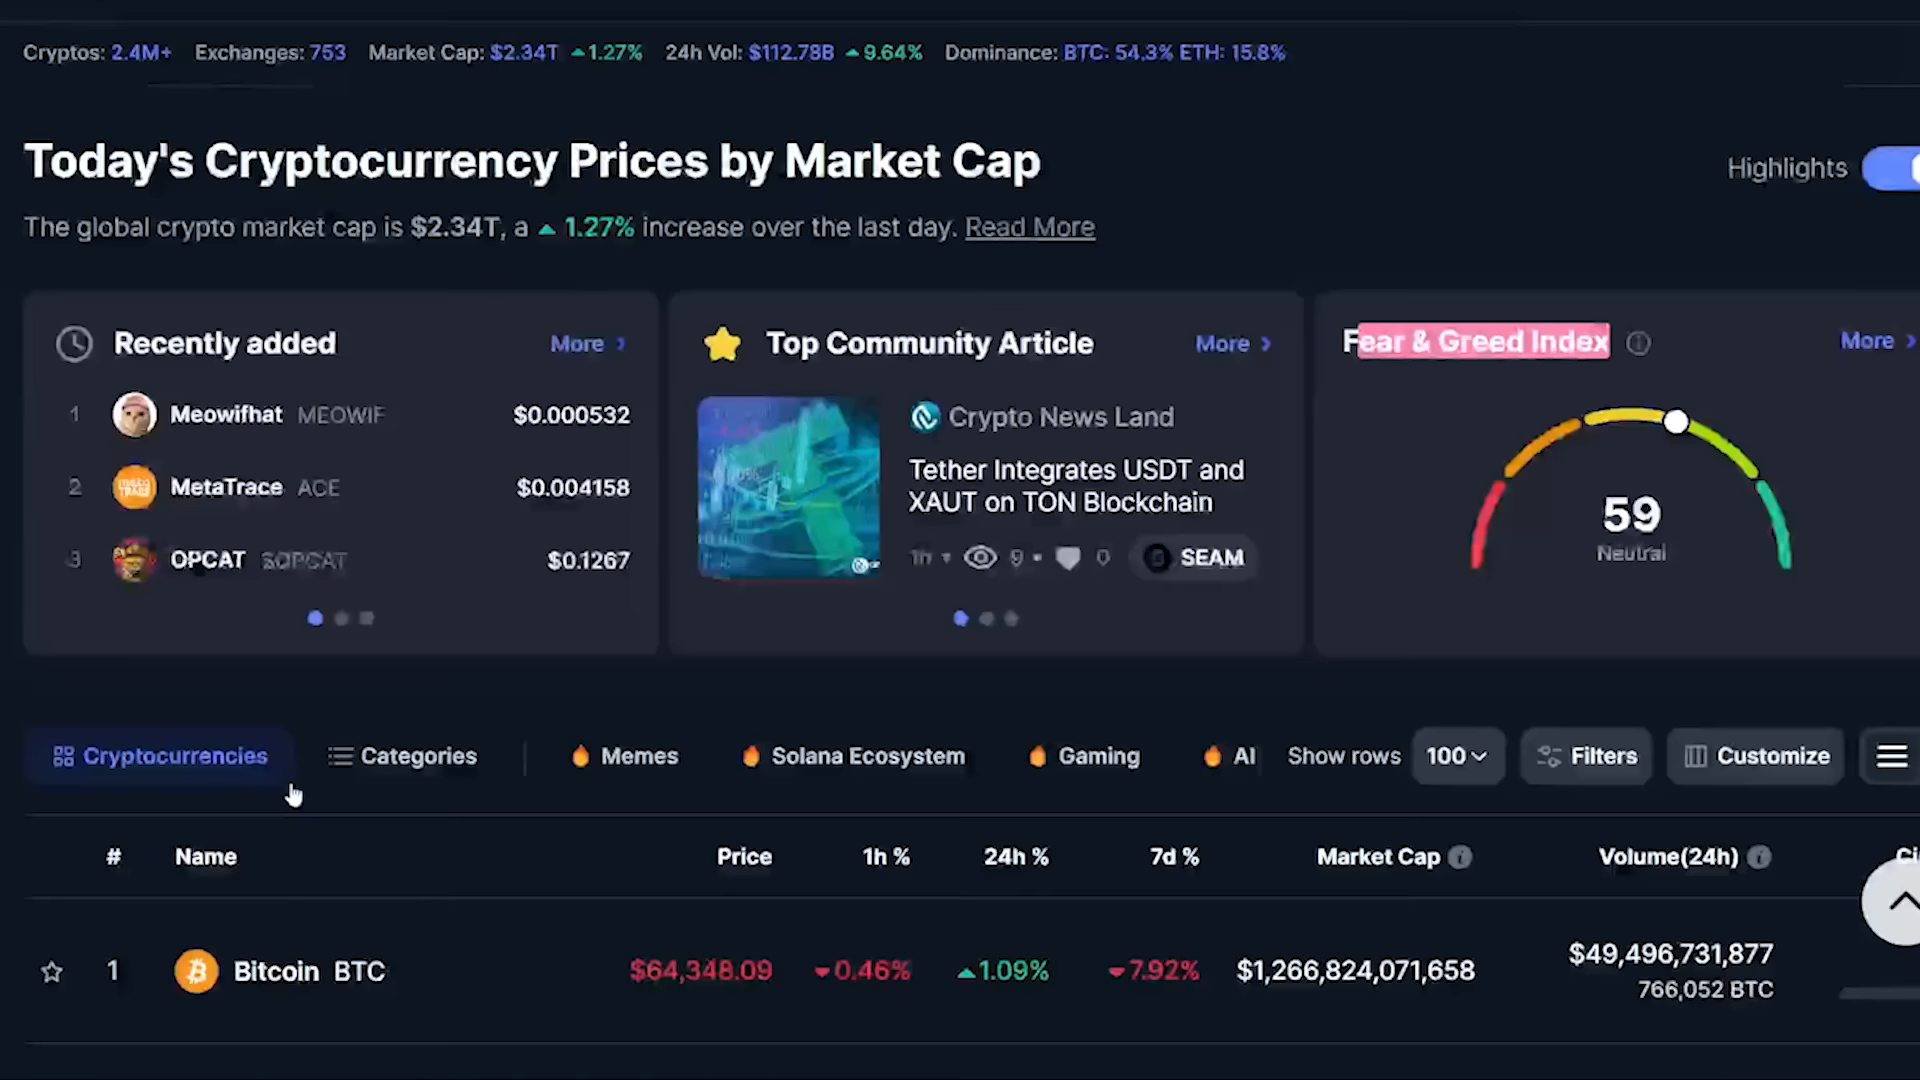 Cryptos: 2.4M+ Exchanges: 753 Market Cap: $2.34T ▲1.27% 24h Vol: $112.78B ▲9.64% Dominance: BTC: 54.3% ETH: 15.8%
Today's Cryptocurrency Prices by Market Cap
Highlights
The global crypto market cap is $2.34T, a ▲ 1.27% increase over the last day. Read More
Recently added
More >
1 Meowifhat MEOWIF $0.000532
2 MetaTrace ACE $0.004158
3 OPCAT $OPCAT $0.1267
Top Community Article
More >
Crypto News Land
Tether Integrates USDT and
XAUT on TON Blockchain
1h 9 0 SEAM
Fear & Greed Index
More >
59
Neutral
Cryptocurrencies Categories Memes Solana Ecosystem Gaming AI Show rows 100 Filters Customize
# Name Price 1h % 24h % 7d % Market Cap Volume(24h)
1 Bitcoin BTC $64,348.09 ▼0.46% ▲1.09% ▼7.92% $1,266,824,071,658 $49,496,731,877
766,052 BTC